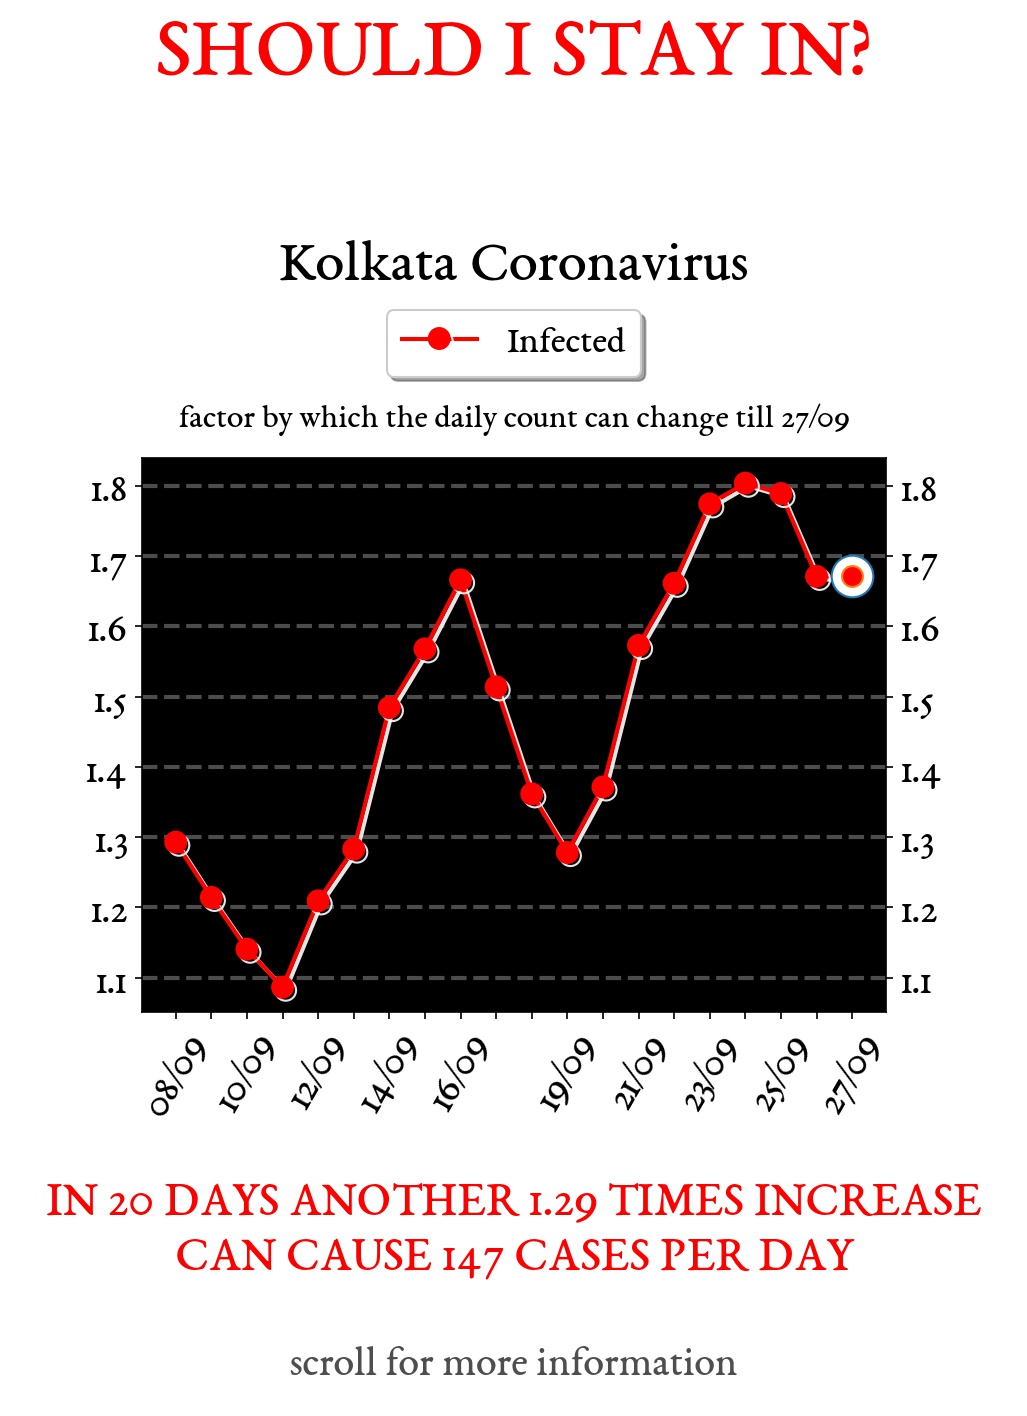 SHOULD I STAY IN?
Kolkata Coronavirus
Infected
factor by which the daily count can change till 27/09
1.8 1.8
1.7 1.7
1.6 1.6
1.5 1.5
1.4 1.4
1.3 1.3
1.2 1.2
1.1 1.1
08/09 10/09 12/09 14/09 16/09 19/09 21/09 23/09 25/09 27/09
IN 20 DAYS ANOTHER 1.29 TIMES INCREASE
CAN CAUSE 147 CASES PER DAY
scroll for more information